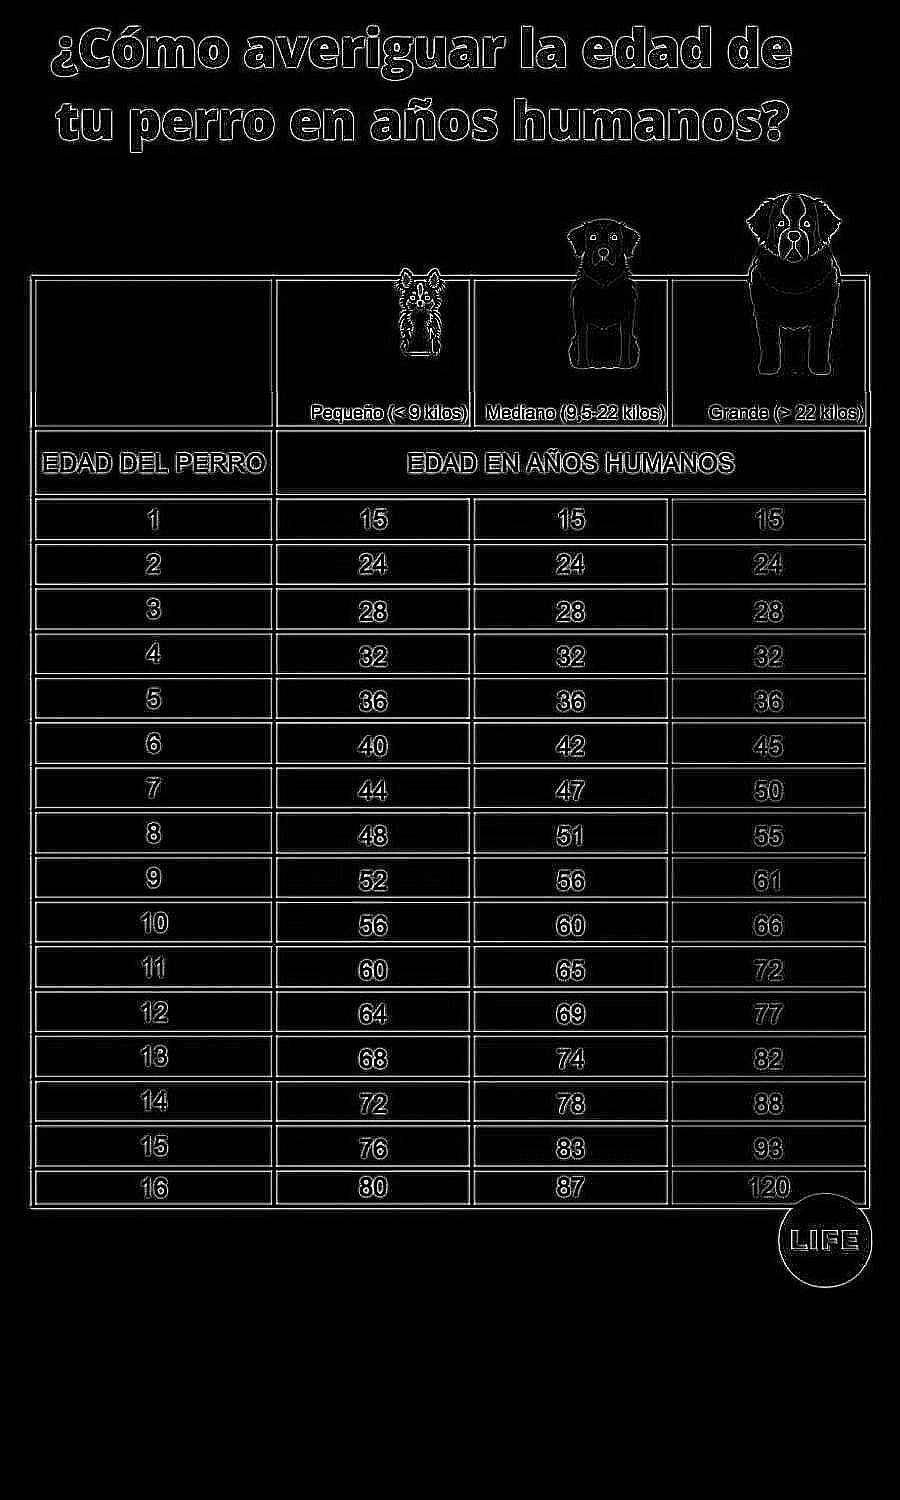 ¿Cómo averiguar la edad de
tu perro en años humanos?
Pequeño (< 9 kilos) Mediano (9,5-22 kilos) Grande (> 22 kilos)
EDAD DEL PERRO EDAD EN AÑOS HUMANOS
1 15 15 15
2 24 24 24
3 28 28 28
4 32 32 32
5 36 36 36
6 40 42 45
7 44 47 50
8 48 51 55
9 52 56 61
10 56 60 66
11 60 65 72
12 64 69 77
13 68 74 82
14 72 78 88
15 76 83 93
16 80 87 120
LIFE